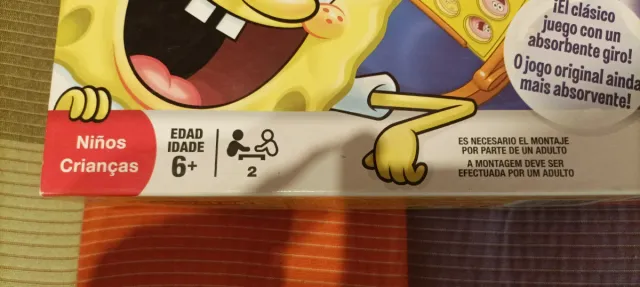 ¡El clásico
juego con un
absorbente giro!
O jogo original ainda
mais absorvente!
Niños
Crianças
EDAD
IDADE
6+
2
ES NECESARIO EL MONTAJE
POR PARTE DE UN ADULTO
A MONTAGEM DEVE SER
EFECTUADA POR UM ADULTO